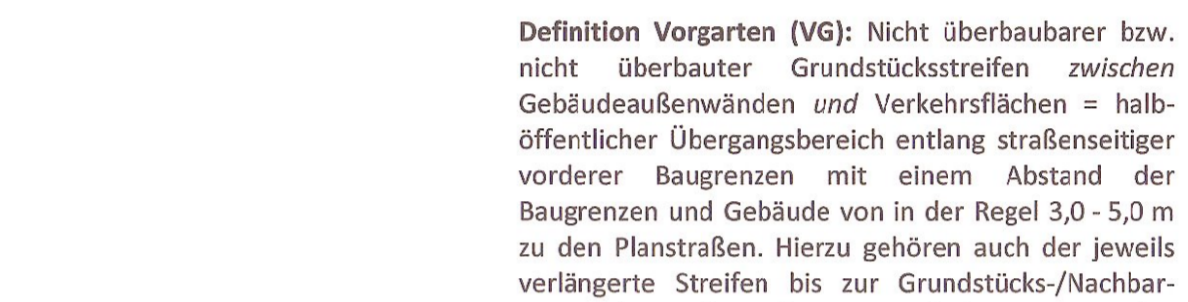 Definition Vorgarten (VG): Nicht überbaubarer bzw.
nicht überbauter Grundstücksstreifen zwischen
Gebäudeaußenwänden und Verkehrsflächen = halb-
öffentlicher Übergangsbereich entlang straßenseitiger
vorderer Baugrenzen mit einem Abstand der
Baugrenzen und Gebäude von in der Regel 3,0 - 5,0 m
zu den Planstraßen. Hierzu gehören auch der jeweils
verlängerte Streifen bis zur Grundstücks-/Nachbar-